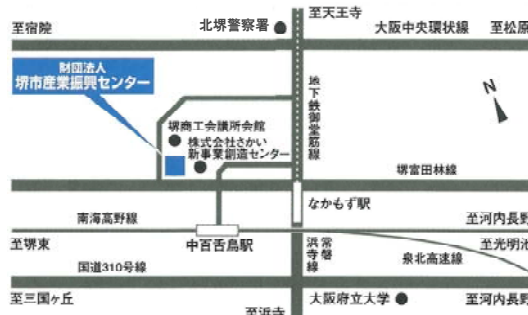 至天王寺
北堺警察署
至宿院
大阪中央環状線
至松原
財団法人
堺市産業振興センター
地下鉄御堂筋線
N
堺商工会議所会館
株式会社さかい
新事業創造センター
堺富田林線
なかもず駅
南海高野線
至河内長野
至堺東
中百舌鳥駅
常磐
浜寺線
至光明池
泉北高速線
国道310号線
至三国ヶ丘
大阪府立大学
至河内長野
至浜寺